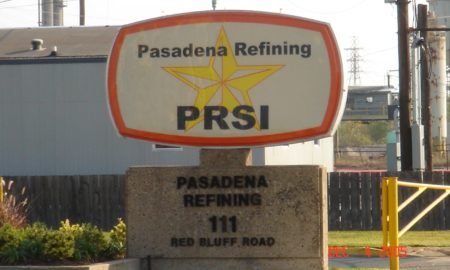 Pasadena Refining
PRSI
PASADENA
REFINING
111
RED BLUFF ROAD